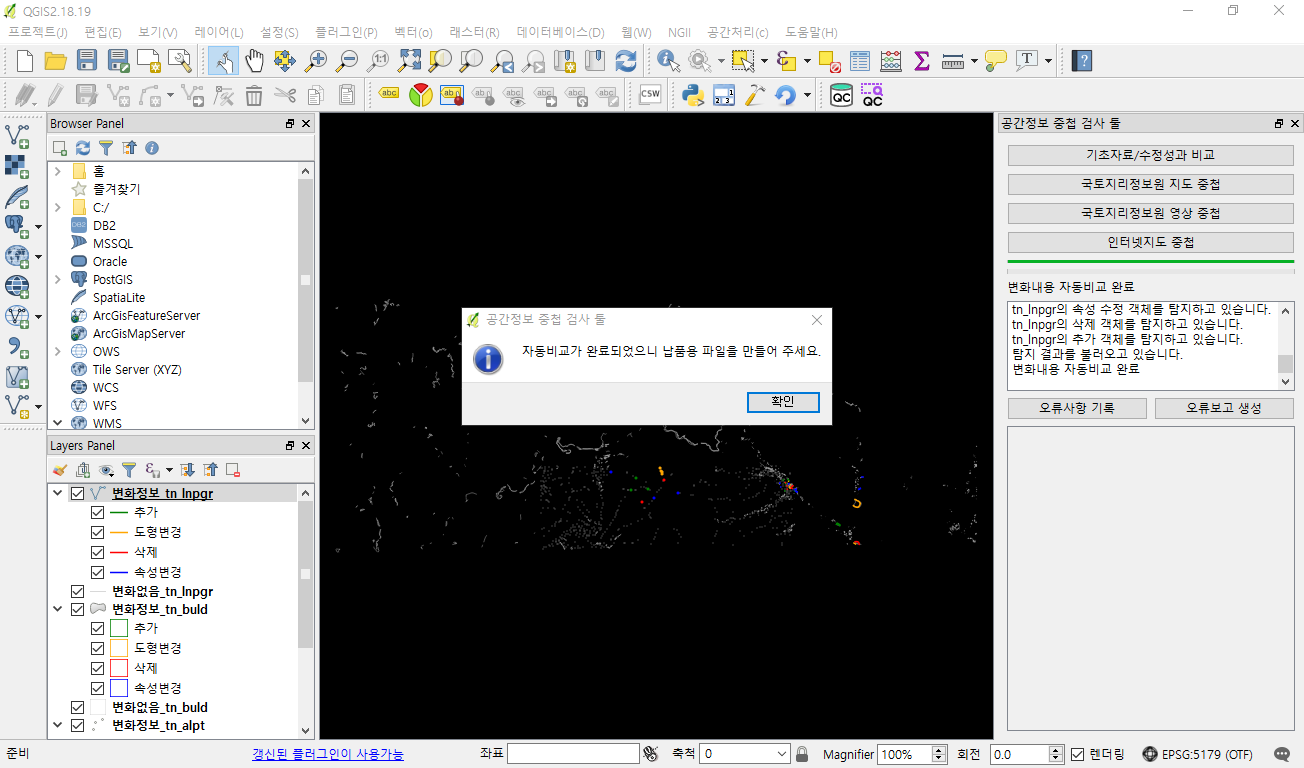 QGIS2.18.19
프로젝트(J) 편집(E) 보기(V) 레이어(L) 설정(S) 플러그인(P) 벡터(o) 래스터(R) 데이터베이스(D) 웹(W) NGII 공간처리(c) 도움말(H)
1:1
T
abc ab abc abc abc abc abc abc CSW 123 QC QC
Browser Panel
홈
즐겨찾기
C:/
DB2
MSSQL
Oracle
PostGIS
SpatiaLite
ArcGisFeatureServer
ArcGisMapServer
OWS
Tile Server (XYZ)
WCS
WFS
WMS
Layers Panel
변화정보_tn_lnpgr
추가
도형변경
삭제
속성변경
변화없음_tn_lnpgr
변화정보_tn_buld
추가
도형변경
삭제
속성변경
변화없음_tn_buld
변화정보_tn_alpt
공간정보 중첩 검사 툴
자동비교가 완료되었으니 납품용 파일을 만들어 주세요.
확인
공간정보 중첩 검사 툴
기초자료/수정성과 비교
국토지리정보원 지도 중첩
국토지리정보원 영상 중첩
인터넷지도 중첩
변화내용 자동비교 완료
tn_lnpgr의 속성 수정 객체를 탐지하고 있습니다.
tn_lnpgr의 삭제 객체를 탐지하고 있습니다.
tn_lnpgr의 추가 객체를 탐지하고 있습니다.
탐지 결과를 불러오고 있습니다.
변화내용 자동비교 완료
오류사항 기록 오류보고 생성
준비 갱신된 플러그인이 사용가능 좌표 축척 0 Magnifier 100% 회전 0.0 렌더링 EPSG:5179 (OTF)